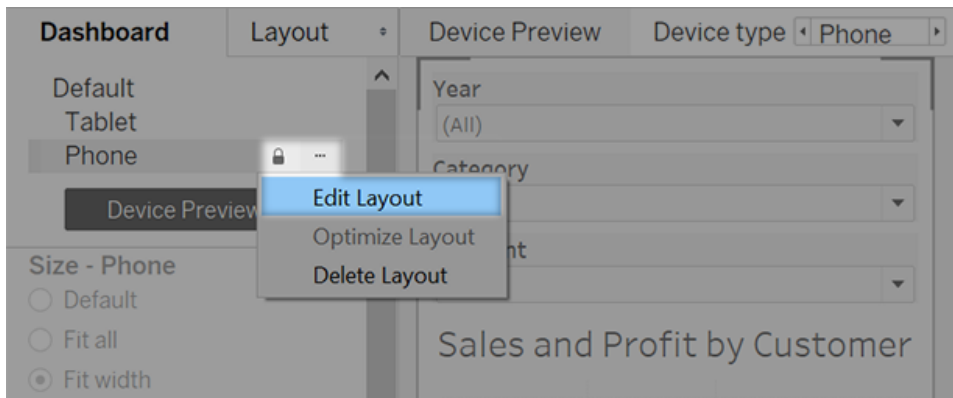 Dashboard Layout Device Preview Device type Phone
Default
Tablet
Phone
Device Preview
Size - Phone
Default
Fit all
Fit width
Edit Layout
Optimize Layout
Delete Layout
Year
(All)
Category
nt
Sales and Profit by Customer